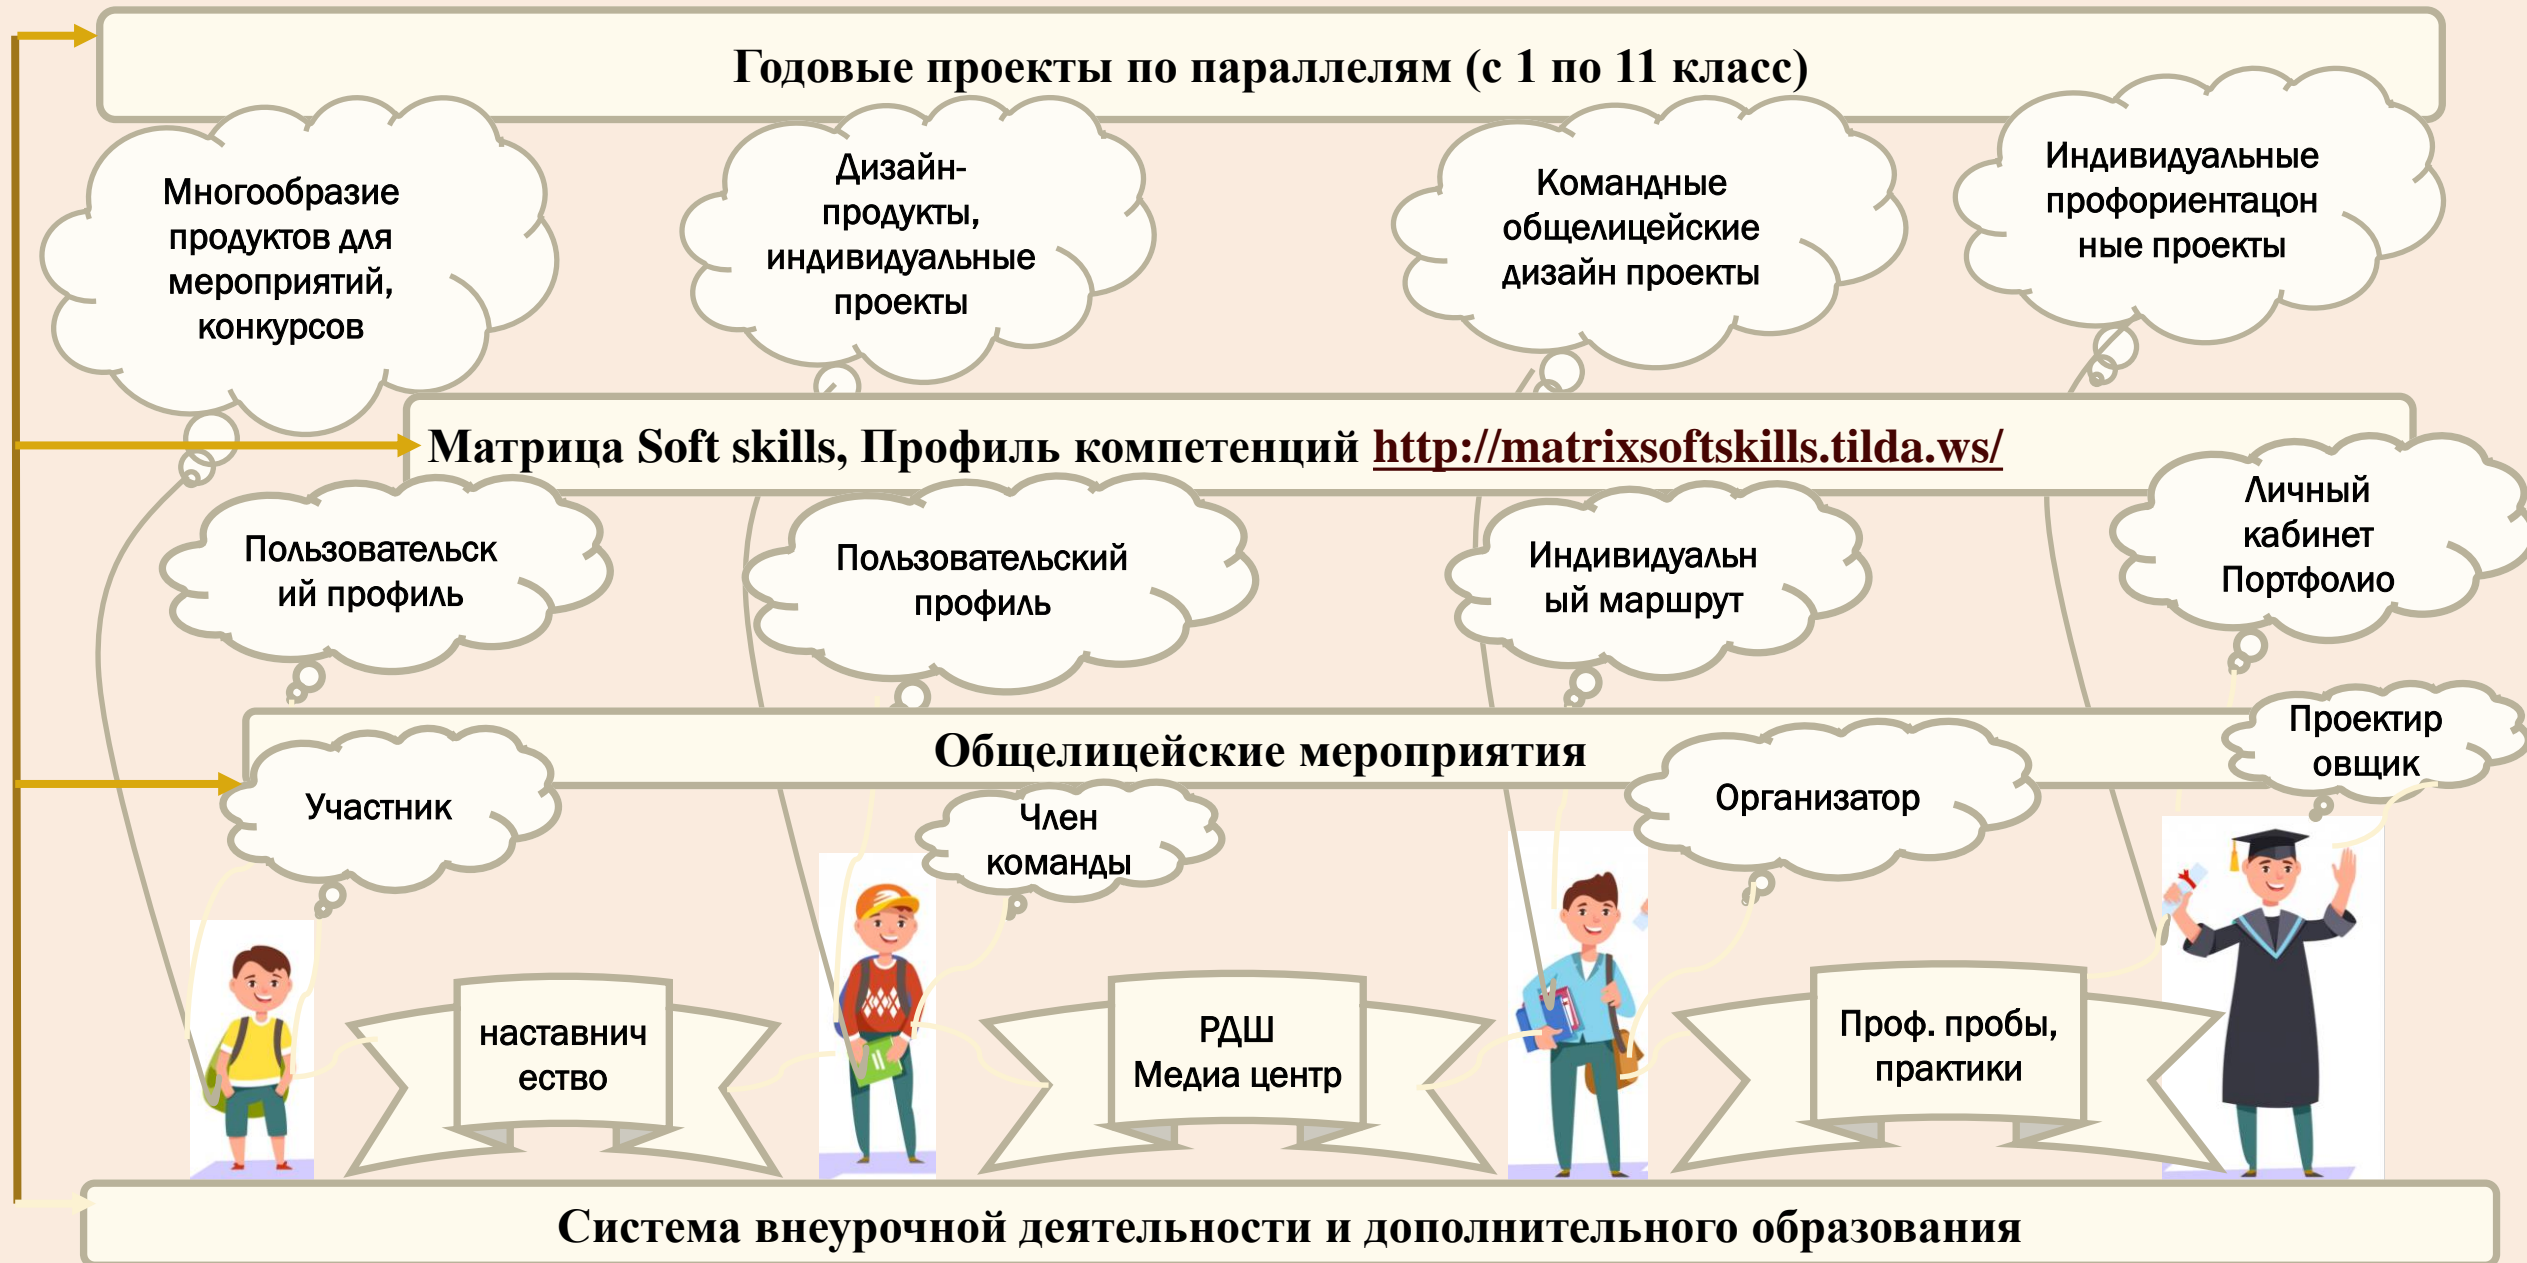 Годовые проекты по параллелям (с 1 по 11 класс)
Многообразие
продуктов для
мероприятий,
конкурсов
Дизайн-
продукты,
индивидуальные
проекты
Командные
общелицейские
дизайн проекты
Индивидуальные
профориентацон
ные проекты
Матрица Soft skills, Профиль компетенций http://matrixsoftskills.tilda.ws/
Пользовательск
ий профиль
Пользовательский
профиль
Индивидуальн
ый маршрут
Личный
кабинет
Портфолио
Общелицейские мероприятия
Участник
Член
команды
Организатор
Проектир
овщик
наставнич
ество
РДШ
Медиа центр
Проф. пробы,
практики
Система внеурочной деятельности и дополнительного образования